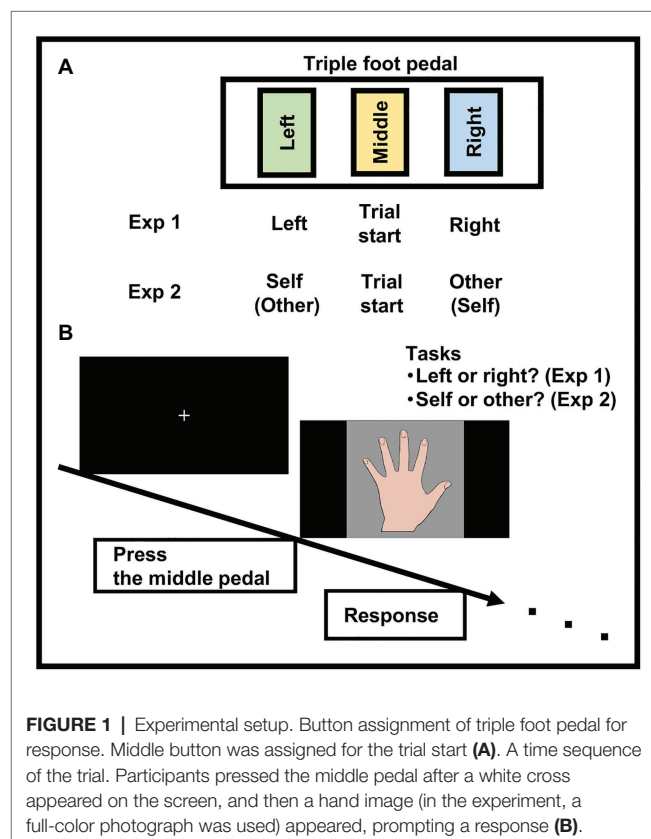 A
Triple foot pedal
Left
Middle
Right
Exp 1
Left
Trial
start
Right
Exp 2
Self
(Other)
Trial
start
Other
(Self)
B
Tasks
•Left or right? (Exp 1)
•Self or other? (Exp 2)
Press
the middle pedal
Response
FIGURE 1 | Experimental setup. Button assignment of triple foot pedal for
response. Middle button was assigned for the trial start (A). A time sequence
of the trial. Participants pressed the middle pedal after a white cross
appeared on the screen, and then a hand image (in the experiment, a
full-color photograph was used) appeared, prompting a response (B).